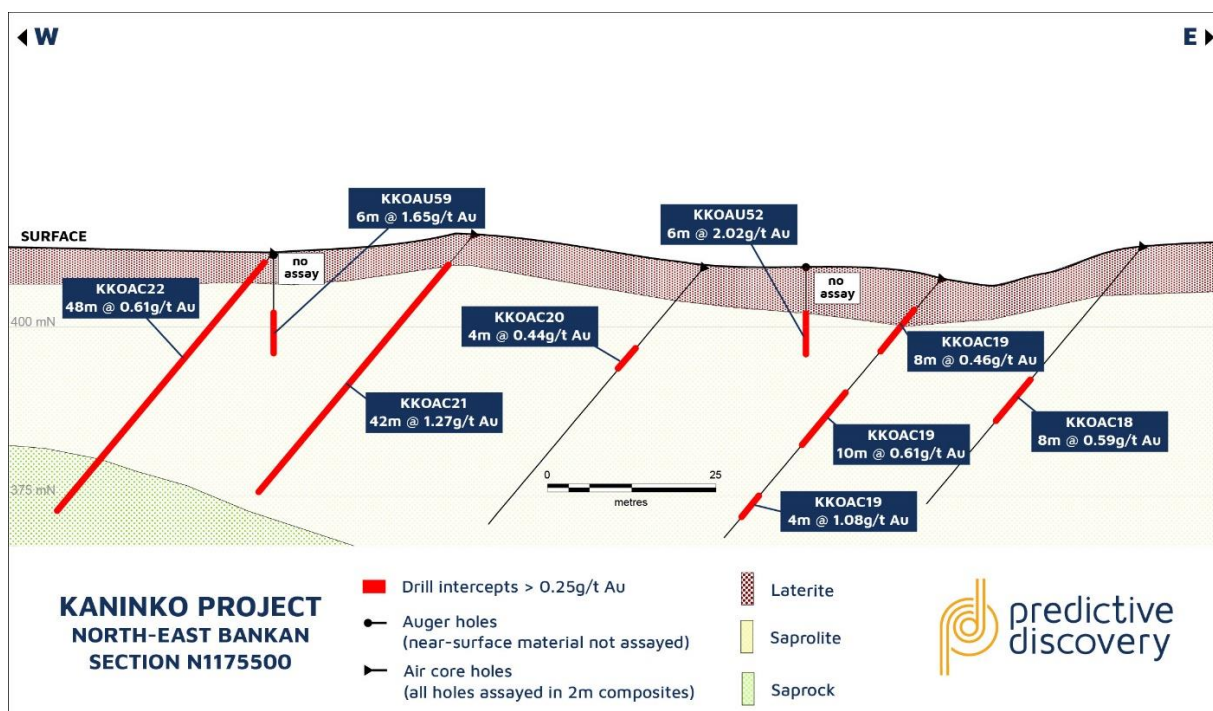 W
E
SURFACE
KKOAU59
6m @ 1.65g/t Au
KKOAU52
6m @ 2.02g/t Au
no
assay
no
assay
KKOAC22
48m @ 0.61g/t Au
400 mN
KKOAC20
4m @ 0.44g/t Au
KKOAC19
8m @ 0.46g/t Au
KKOAC21
42m @ 1.27g/t Au
KKOAC18
8m @ 0.59g/t Au
KKOAC19
10m @ 0.61g/t Au
0
25
metres
375 mN
KKOAC19
4m @ 1.08g/t Au
KANINKO PROJECT
NORTH-EAST BANKAN
SECTION N1175500
Drill intercepts > 0.25g/t Au
Auger holes
(near-surface material not assayed)
Air core holes
(all holes assayed in 2m composites)
Laterite
Saprolite
Saprock
predictive
discovery